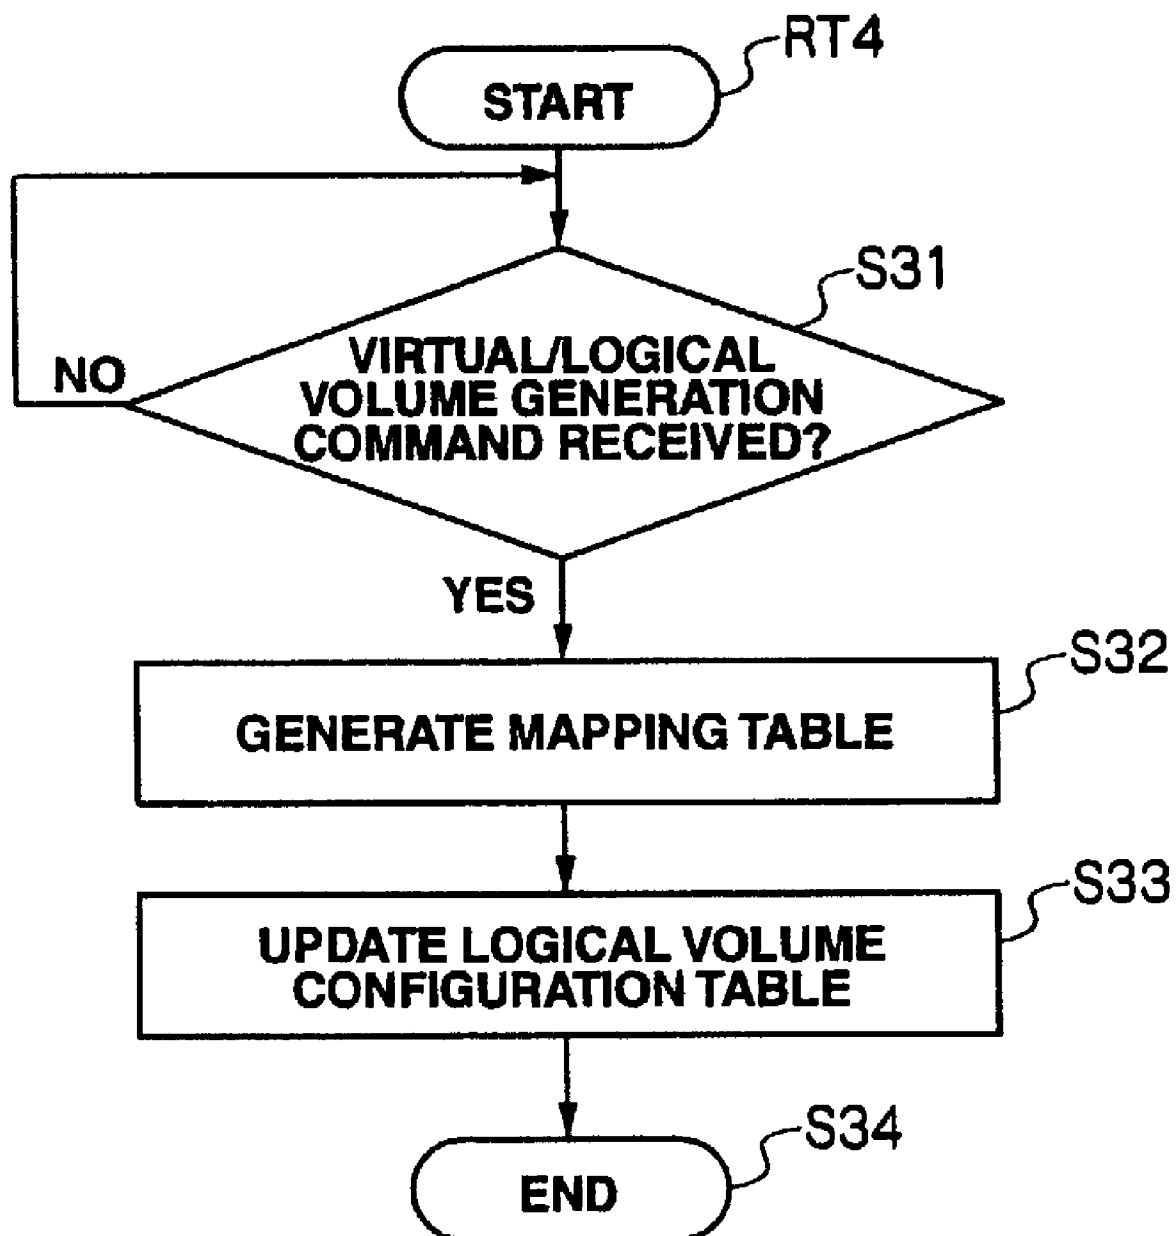 RT4
START
S31
VIRTUAL/LOGICAL
VOLUME GENERATION
COMMAND RECEIVED?
NO
YES
S32
GENERATE MAPPING TABLE
S33
UPDATE LOGICAL VOLUME
CONFIGURATION TABLE
S34
END